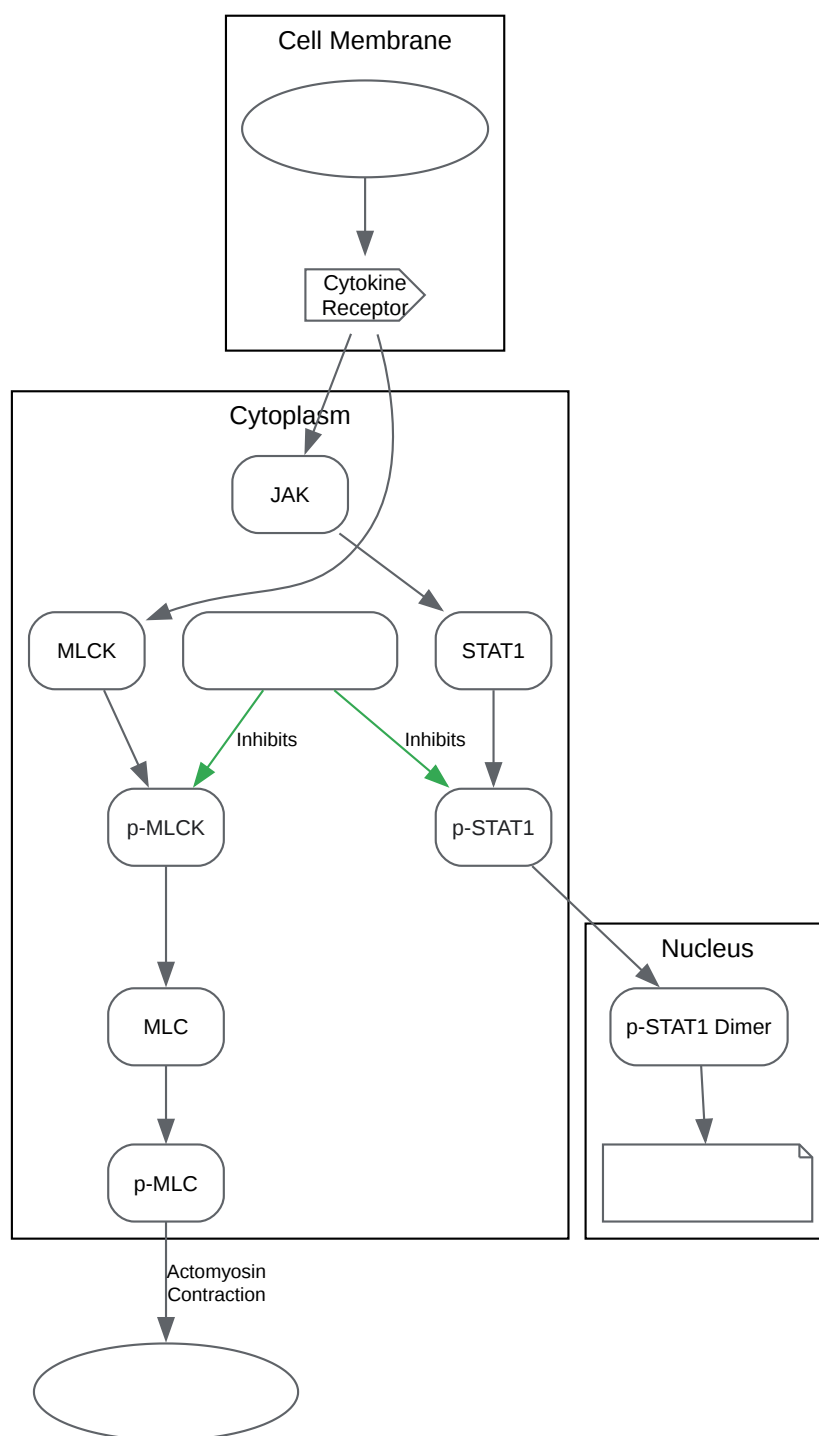 Cell Membrane
Cytokine
Receptor
Cytoplasm
JAK
MLCK
STAT1
Inhibits
Inhibits
p-MLCK
p-STAT1
Nucleus
MLC
p-STAT1 Dimer
p-MLC
Actomyosin
Contraction